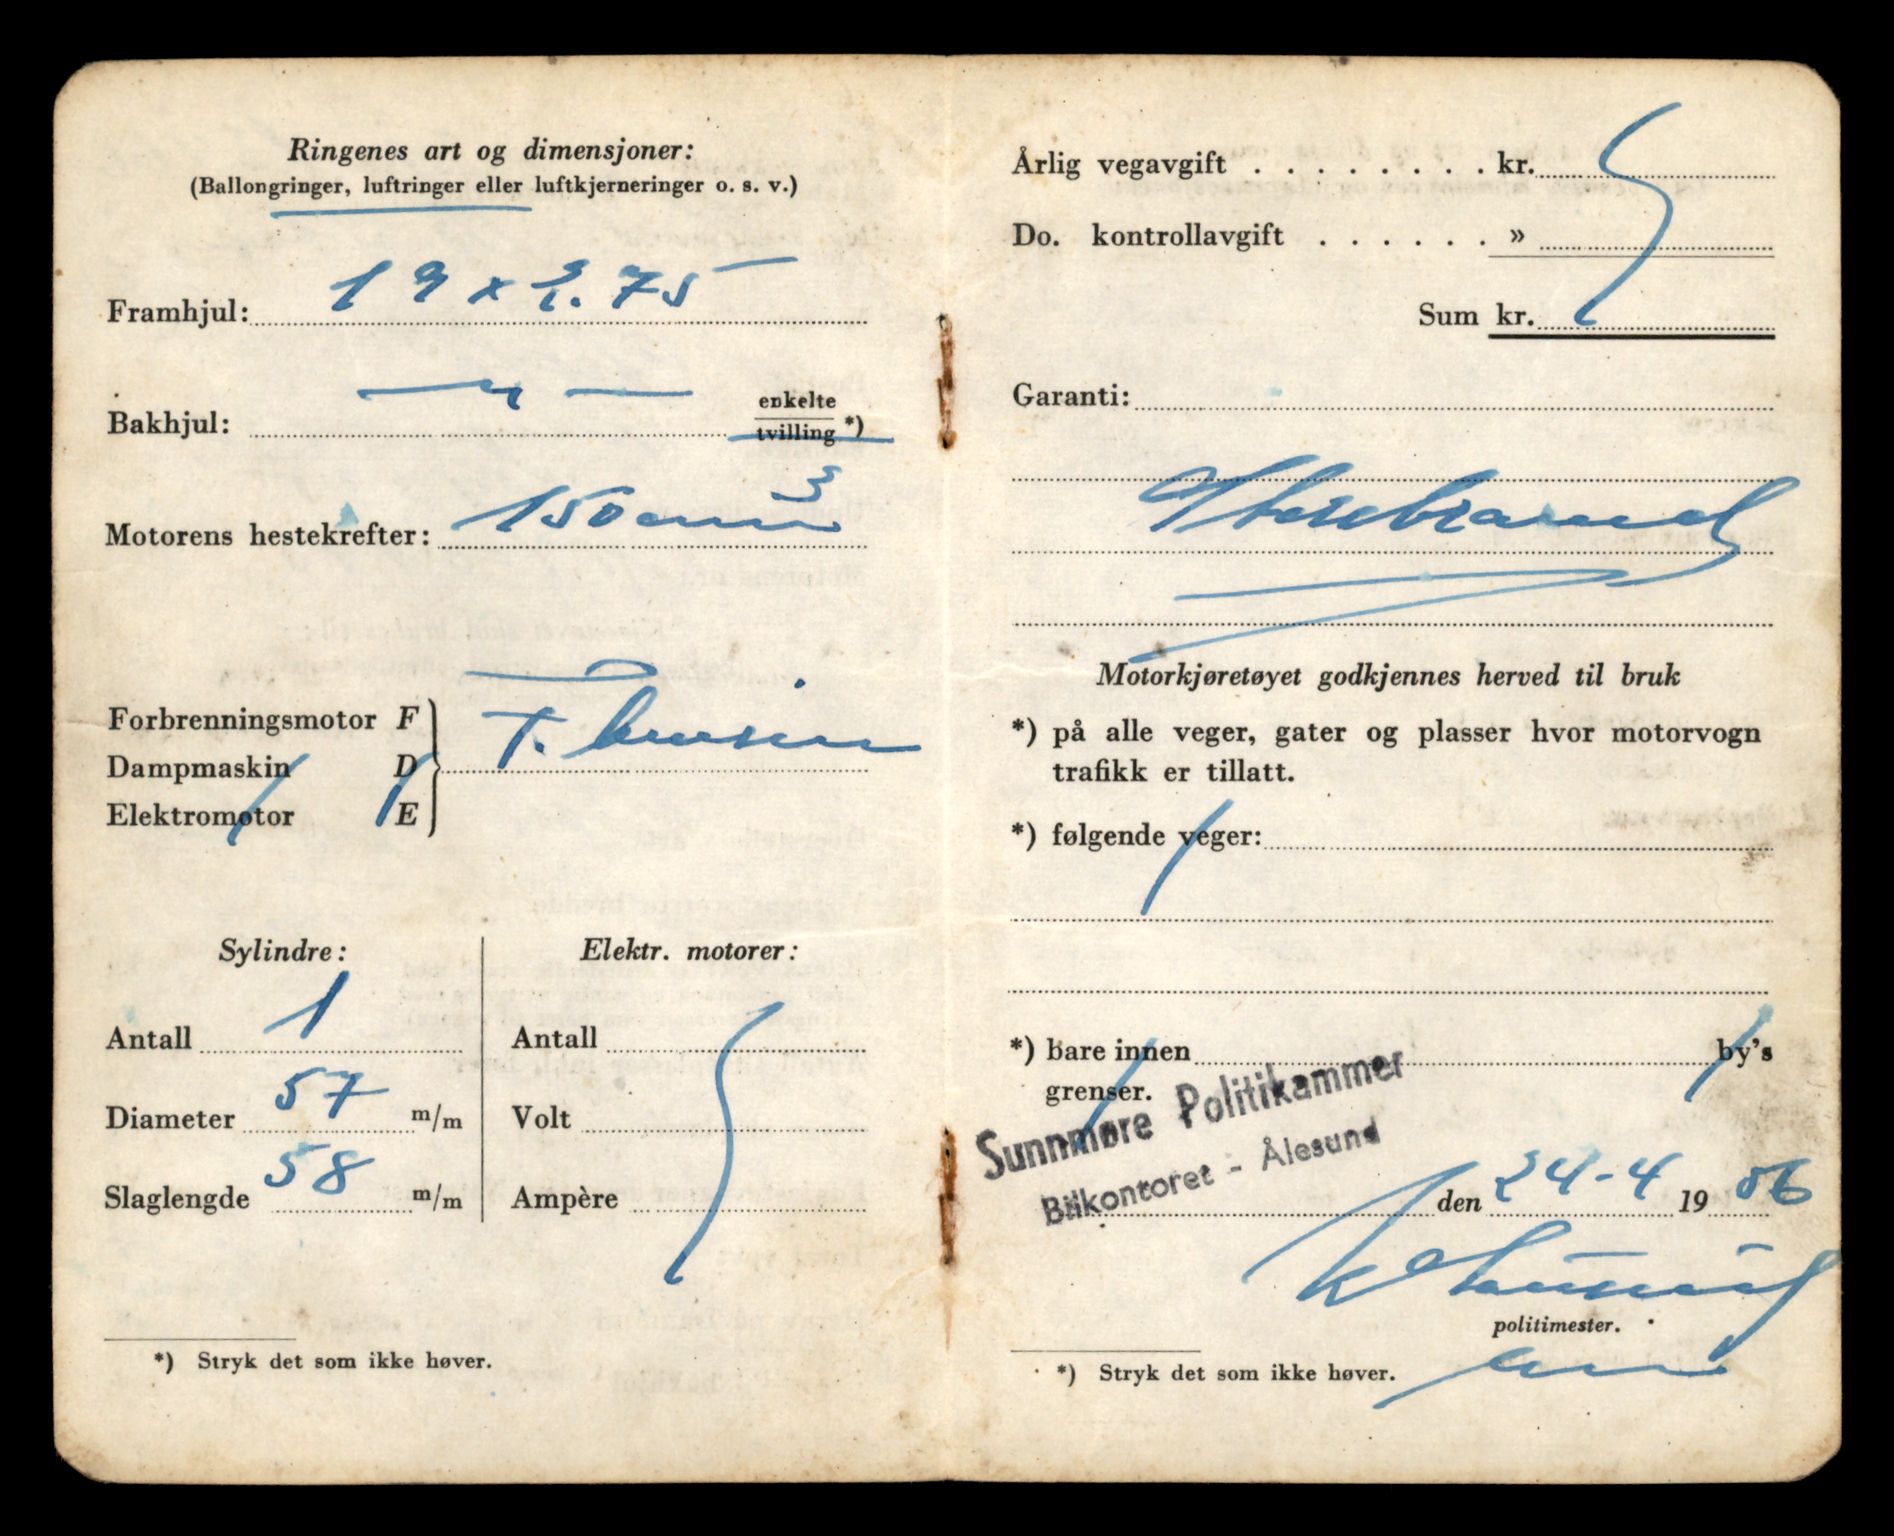 Ringenes art og dimensjoner:
(Ballongringer, luftringer eller luftkjerneringer o. s. v.)
Framhjul: 19 x 2.75
Bakhjul: — " — enkelte
tvilling *)
Motorens hestekrefter: 150 cm3
Forbrenningsmotor F
Dampmaskin D
Elektromotor E
F. bensin
Sylindre:
Antall 1
Diameter 57 m/m
Slaglengde 58 m/m
Elektr. motorer:
Antall
Volt
Ampère
*) Stryk det som ikke høver.
Årlig vegavgift . . . . . . . . kr.
Do. kontrollavgift . . . . . . »
Sum kr.
Garanti:
Storebrand
Motorkjøretøyet godkjennes herved til bruk
*) på alle veger, gater og plasser hvor motorvogn
trafikk er tillatt.
*) følgende veger:
*) bare innen by's
grenser.
Sunnmøre Politikammer
Bilkontoret - Ålesund
den 24-4 1956
politimester.
*) Stryk det som ikke høver.